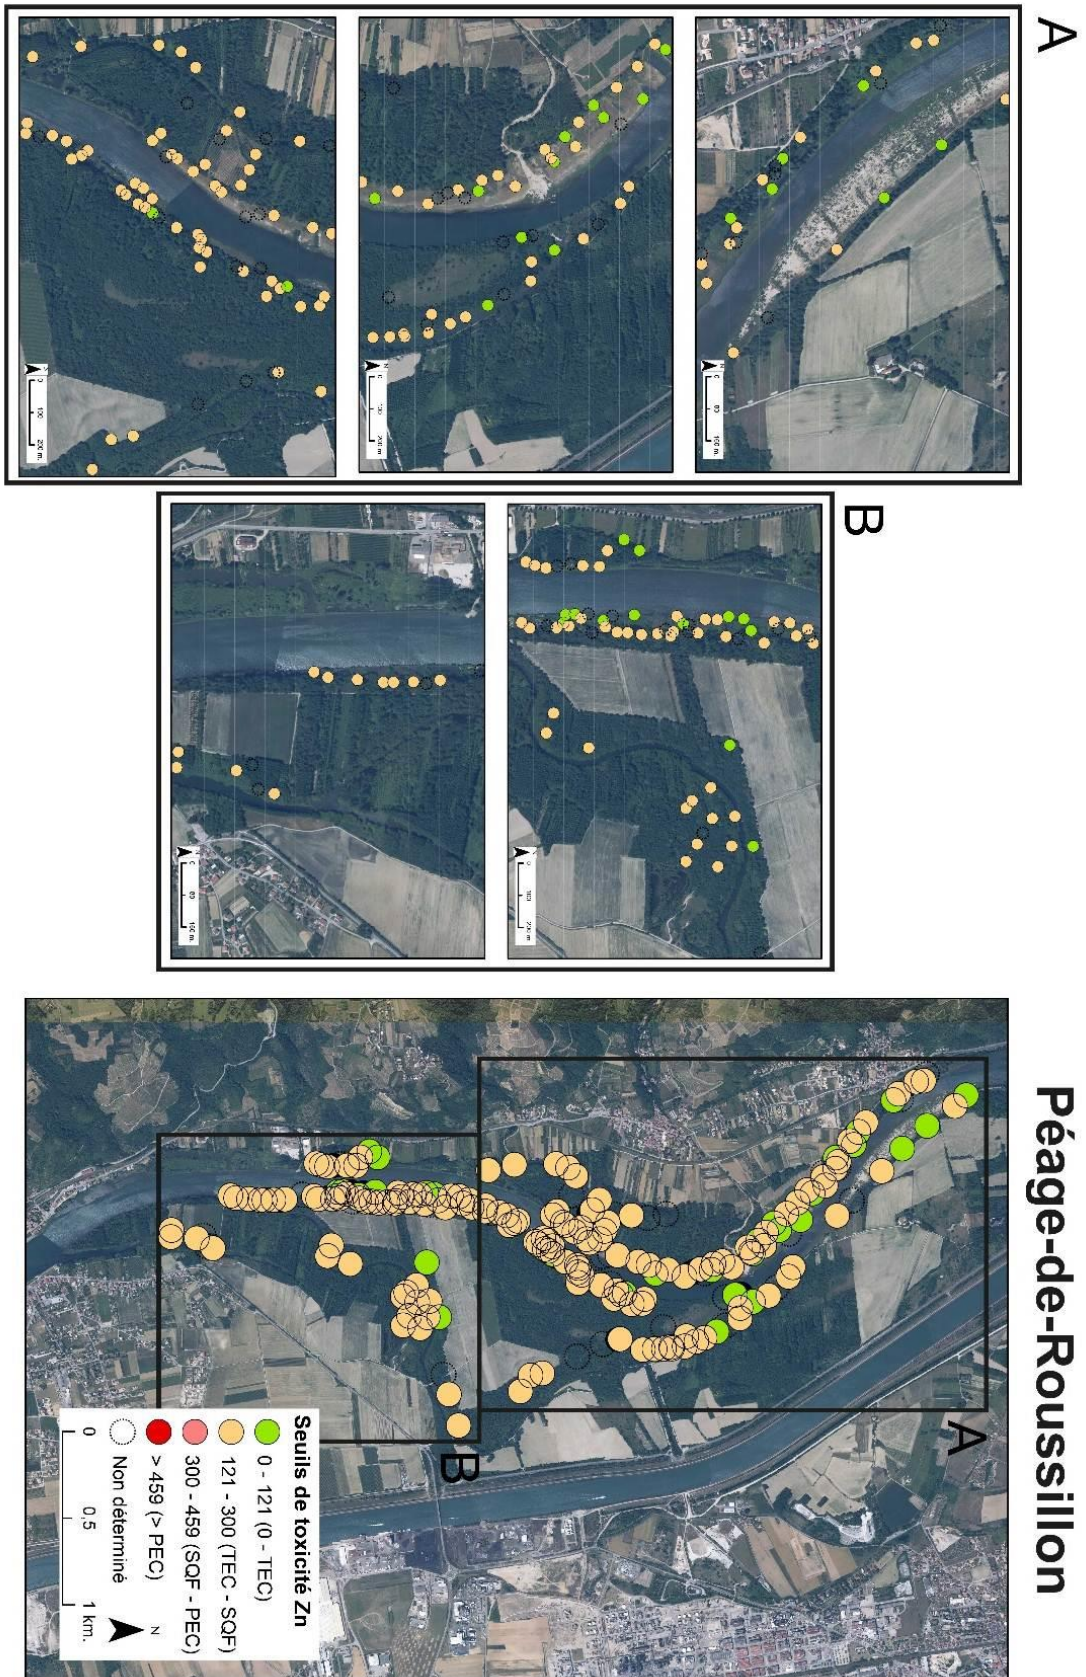 Péage-de-Roussillon
A
B
A
B
Seuils de toxicité Zn
0 - 121 (0 - TEC)
121 - 300 (TEC - SQF)
300 - 459 (SQF - PEC)
> 459 (> PEC)
Non déterminé
N
0 0,5 1 km.